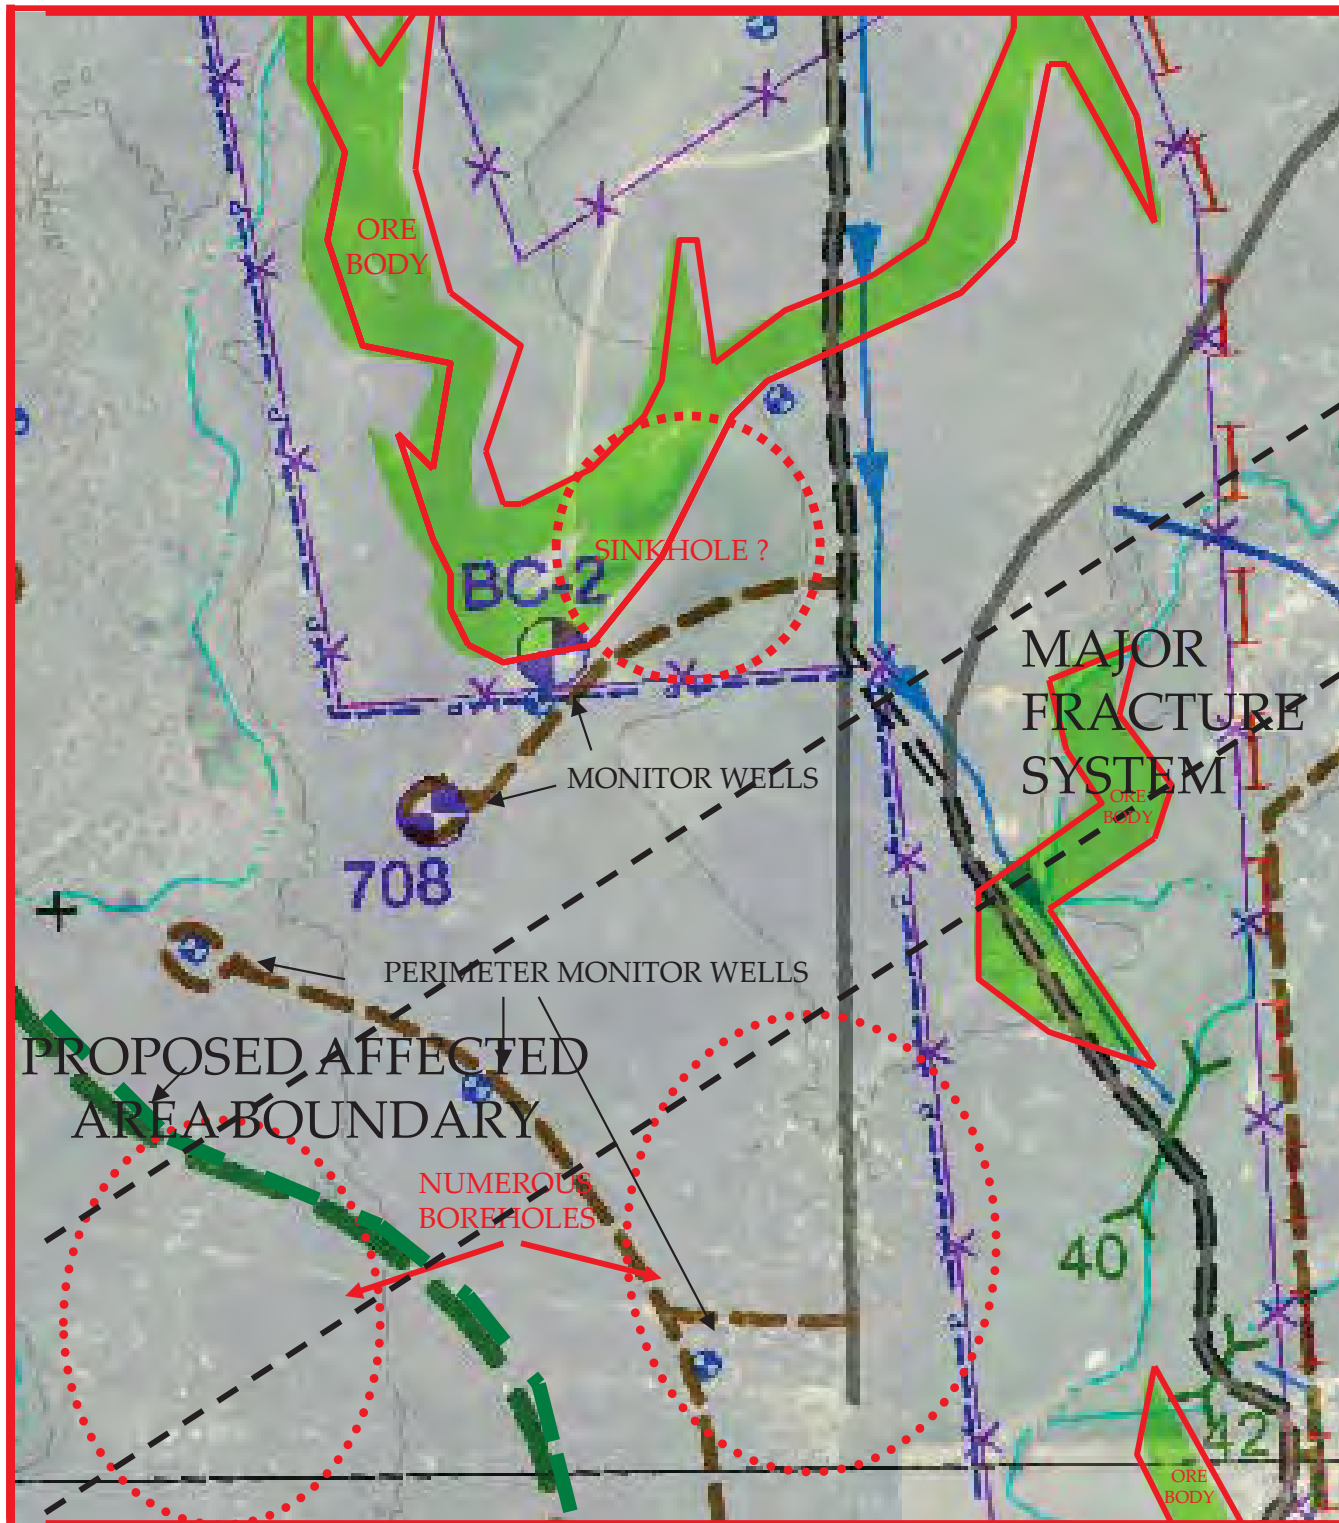 ORE
BODY
SINKHOLE ?
BC-2
MAJOR
FRACTURE
SYSTEM
MONITOR WELLS
ORE
BODY
708
PERIMETER MONITOR WELLS
PROPOSED AFFECTED
AREA BOUNDARY
NUMEROUS
BOREHOLES
40
42
ORE
BODY